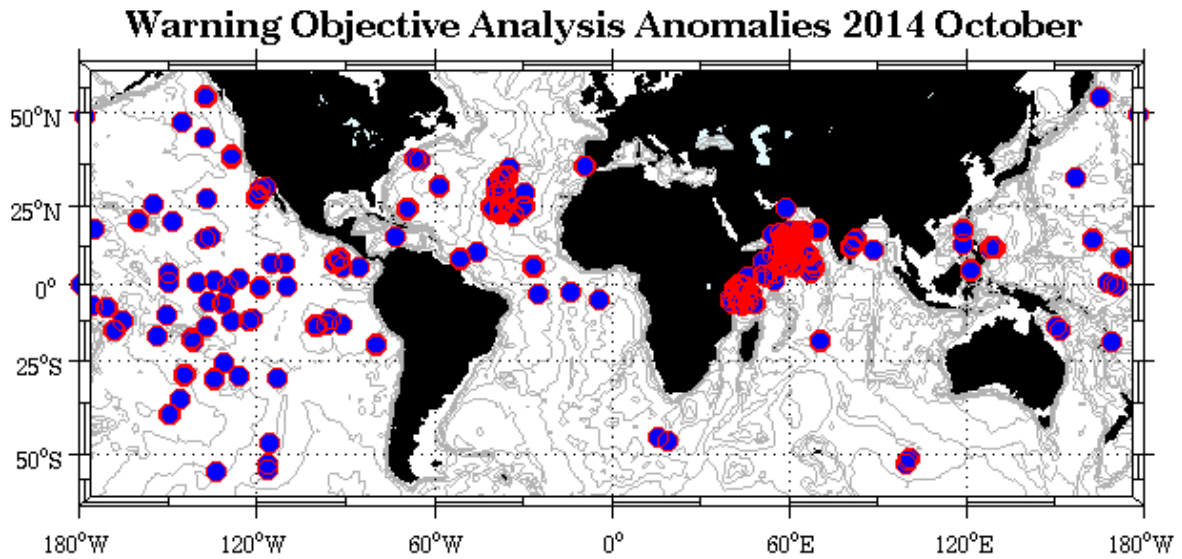 Warning Objective Analysis Anomalies 2014 October
50°N
25°N
0°
25°S
50°S
180°W 120°W 60°W 0° 60°E 120°E 180°W